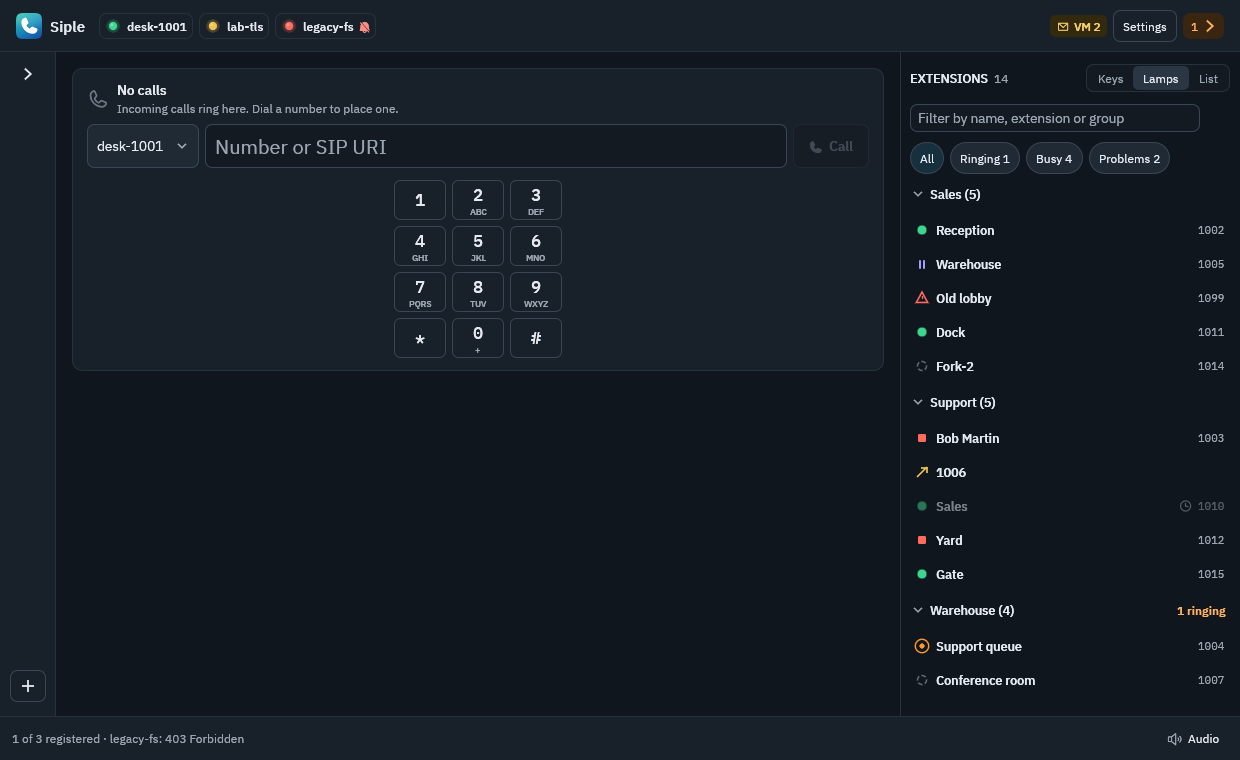 Siple
desk-1001
lab-tls
legacy-fs
VM 2
Settings
1
No calls
Incoming calls ring here. Dial a number to place one.
desk-1001
Number or SIP URI
Call
1
2
ABC
3
DEF
4
GHI
5
JKL
6
MNO
7
PQRS
8
TUV
9
WXYZ
*
0
+
#
EXTENSIONS 14
Keys
Lamps
List
Filter by name, extension or group
All
Ringing 1
Busy 4
Problems 2
Sales (5)
Reception 1002
Warehouse 1005
Old lobby 1099
Dock 1011
Fork-2 1014
Support (5)
Bob Martin 1003
1006
Sales 1010
Yard 1012
Gate 1015
Warehouse (4) 1 ringing
Support queue 1004
Conference room 1007
1 of 3 registered · legacy-fs: 403 Forbidden
Audio